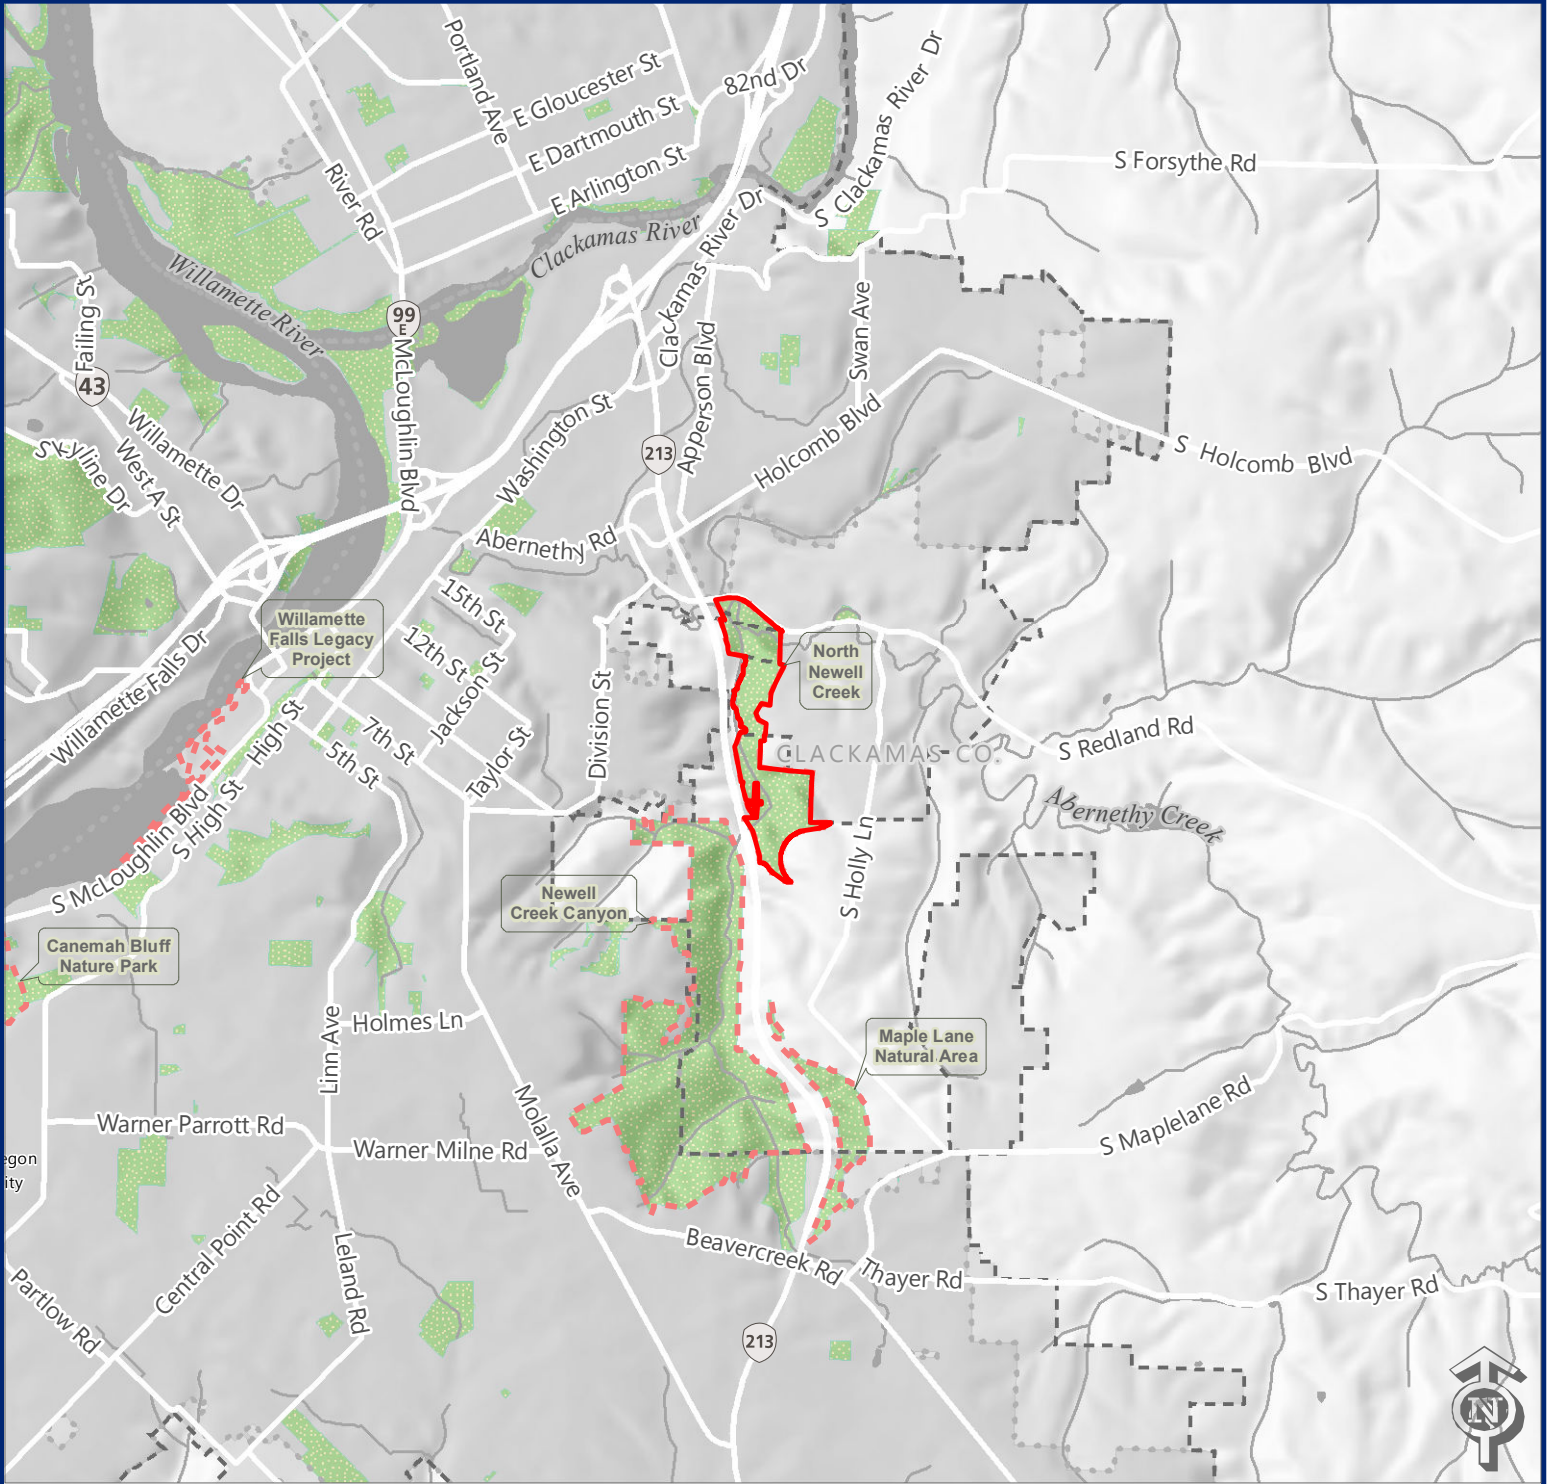 Portland Ave
E Gloucester St
82nd Dr
S Clackamas River Dr
E Dartmouth St
S Forsythe Rd
E Arlington St
River Rd
Clackamas River
Clackamas River Dr
Willamette River
Failing St
99
E
43
McLoughlin Blvd
Apperson Blvd
Swan Ave
Willamette Dr
Skyline Dr
West A St
Washington St
213
Holcomb Blvd
S Holcomb Blvd
Abernethy Rd
15th St
12th St
Jackson St
Willamette
Falls Legacy
Project
Willamette Falls Dr
North
Newell
Creek
Division St
High St
7th St
5th St
Taylor St
CLACKAMAS CO.
S Redland Rd
Abernethy Creek
S High St
S McLoughlin Blvd
S Holly Ln
Newell
Creek Canyon
Canemah Bluff
Nature Park
Holmes Ln
Linn Ave
Maple Lane
Natural Area
Molalla Ave
Warner Parrott Rd
Warner Milne Rd
S Maplelane Rd
egon
ity
Central Point Rd
Leland Rd
Beavercreek Rd
Thayer Rd
S Thayer Rd
Partlow Rd
213
N